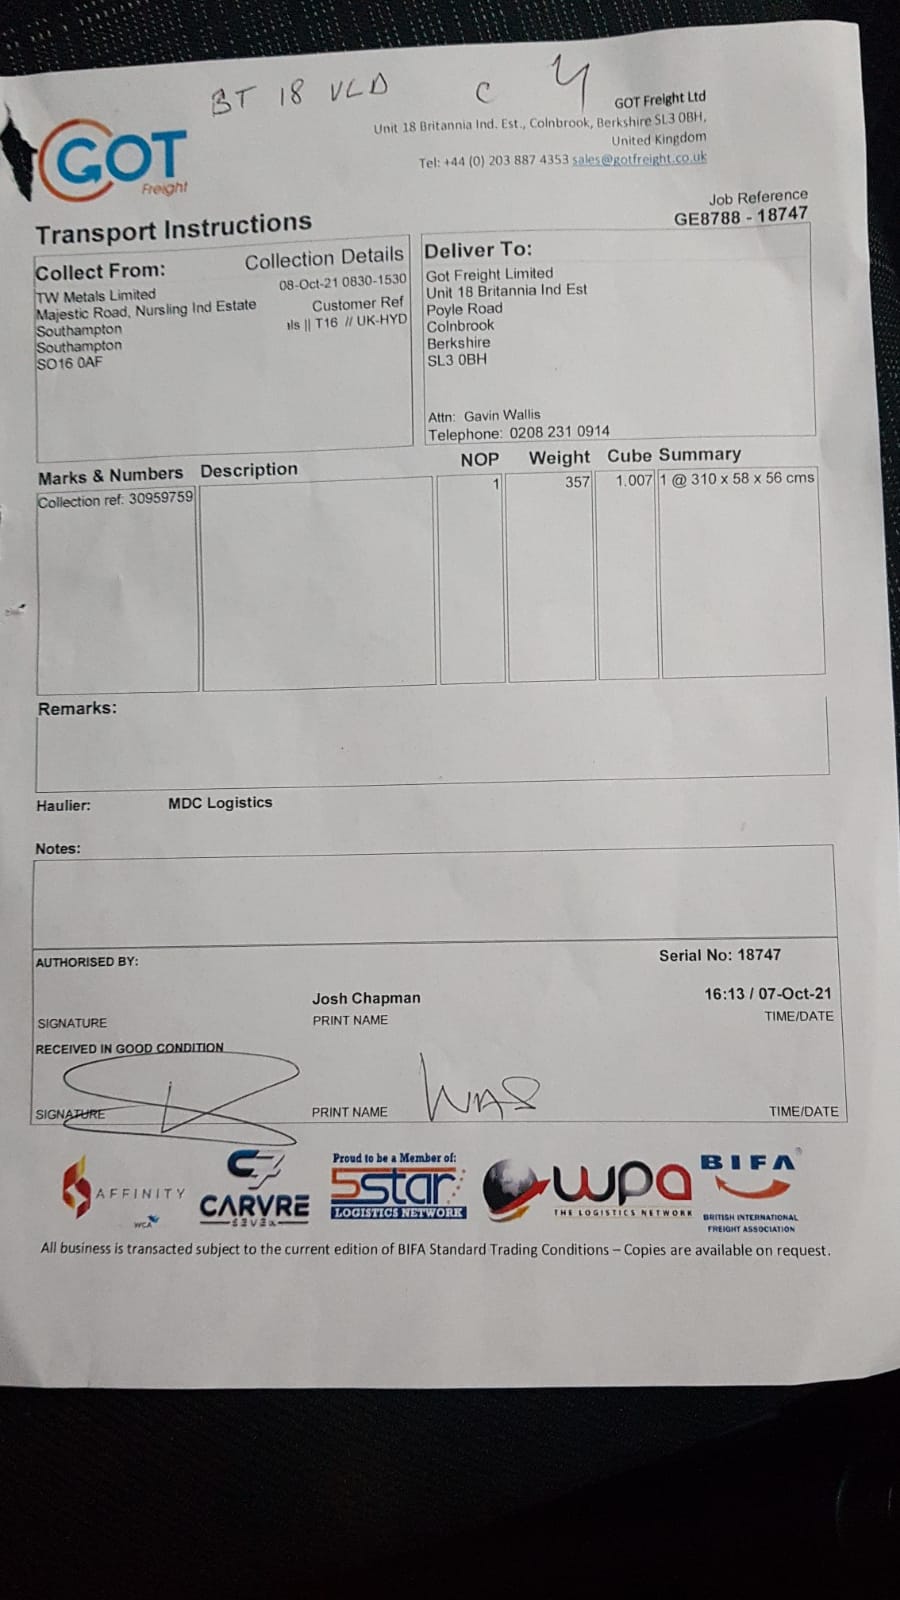 BT 18 VLD C
GOT
Freight
GOT Freight Ltd
Unit 18 Britannia Ind. Est., Colnbrook, Berkshire SL3 0BH,
United Kingdom
Tel: +44 (0) 203 887 4353 sales@gotfreight.co.uk
Job Reference
GE8788 - 18747
Transport Instructions
Collect From:
TW Metals Limited
Majestic Road, Nursling Ind Estate
Southampton
Southampton
SO16 0AF
Collection Details
08-Oct-21 0830-1530
Customer Ref
ls || T16 // UK-HYD
Deliver To:
Got Freight Limited
Unit 18 Britannia Ind Est
Poyle Road
Colnbrook
Berkshire
SL3 0BH
Attn: Gavin Wallis
Telephone: 0208 231 0914
Marks & Numbers Description NOP Weight Cube Summary
Collection ref: 30959759 1 357 1.007 1 @ 310 x 58 x 56 cms
Remarks:
Haulier: MDC Logistics
Notes:
AUTHORISED BY: Serial No: 18747
Josh Chapman 16:13 / 07-Oct-21
SIGNATURE PRINT NAME TIME/DATE
RECEIVED IN GOOD CONDITION
SIGNATURE PRINT NAME TIME/DATE
AFFINITY
WCA
CARVRE
S3V3N
Proud to be a Member of:
5star
LOGISTICS NETWORK
wpa
THE LOGISTICS NETWORK
BIFA
BRITISH INTERNATIONAL
FREIGHT ASSOCIATION
All business is transacted subject to the current edition of BIFA Standard Trading Conditions – Copies are available on request.